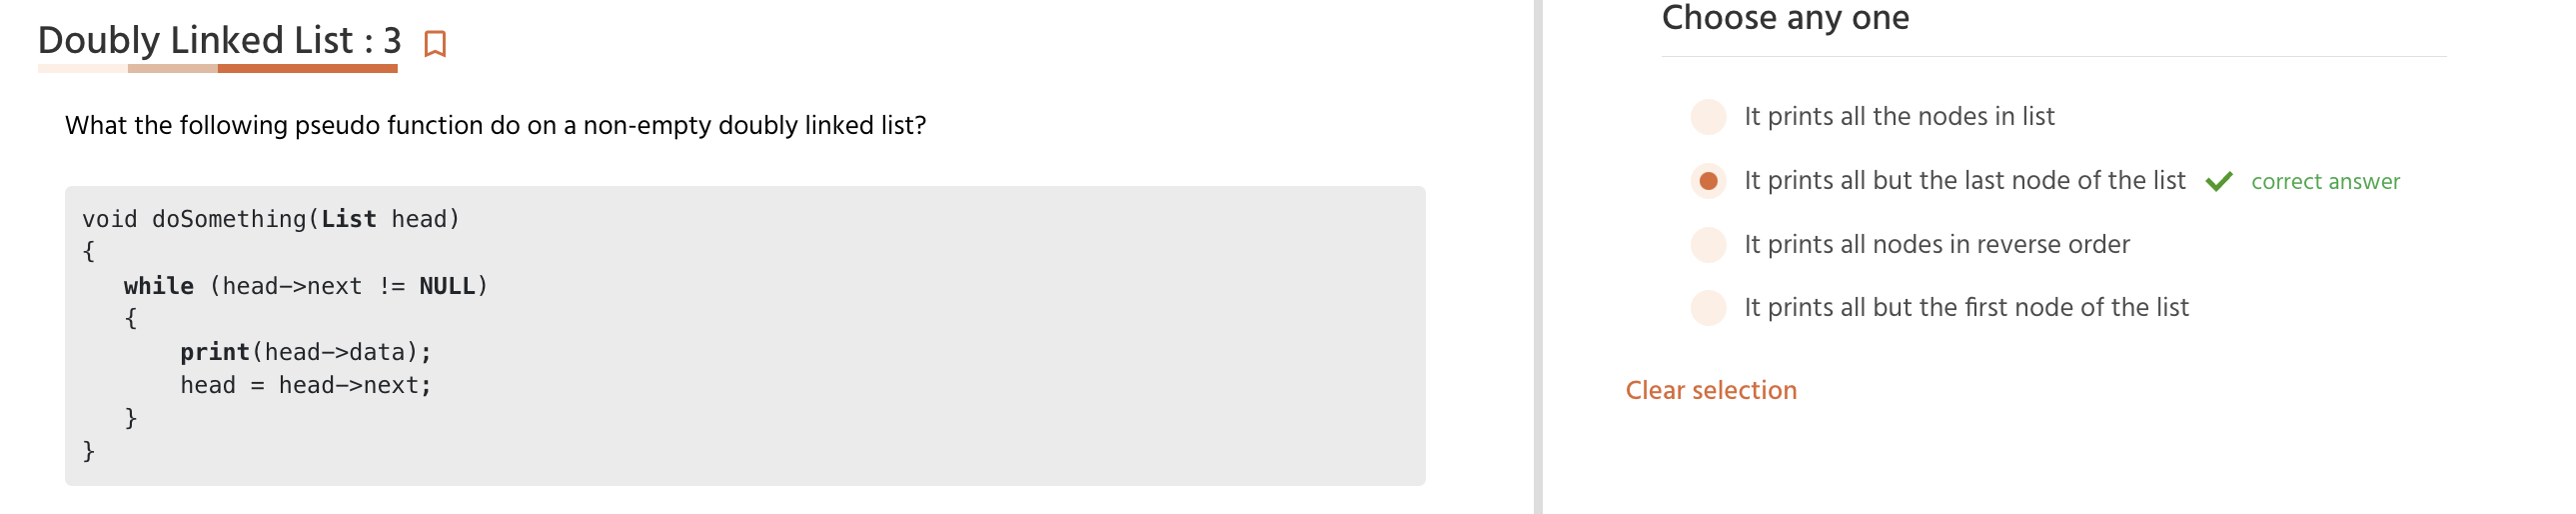 Doubly Linked List : 3
What the following pseudo function do on a non-empty doubly linked list?
void doSomething(List head)
{
   while (head->next != NULL)
   {
       print(head->data);
       head = head->next;
   }
}
Choose any one
It prints all the nodes in list
It prints all but the last node of the list correct answer
It prints all nodes in reverse order
It prints all but the first node of the list
Clear selection